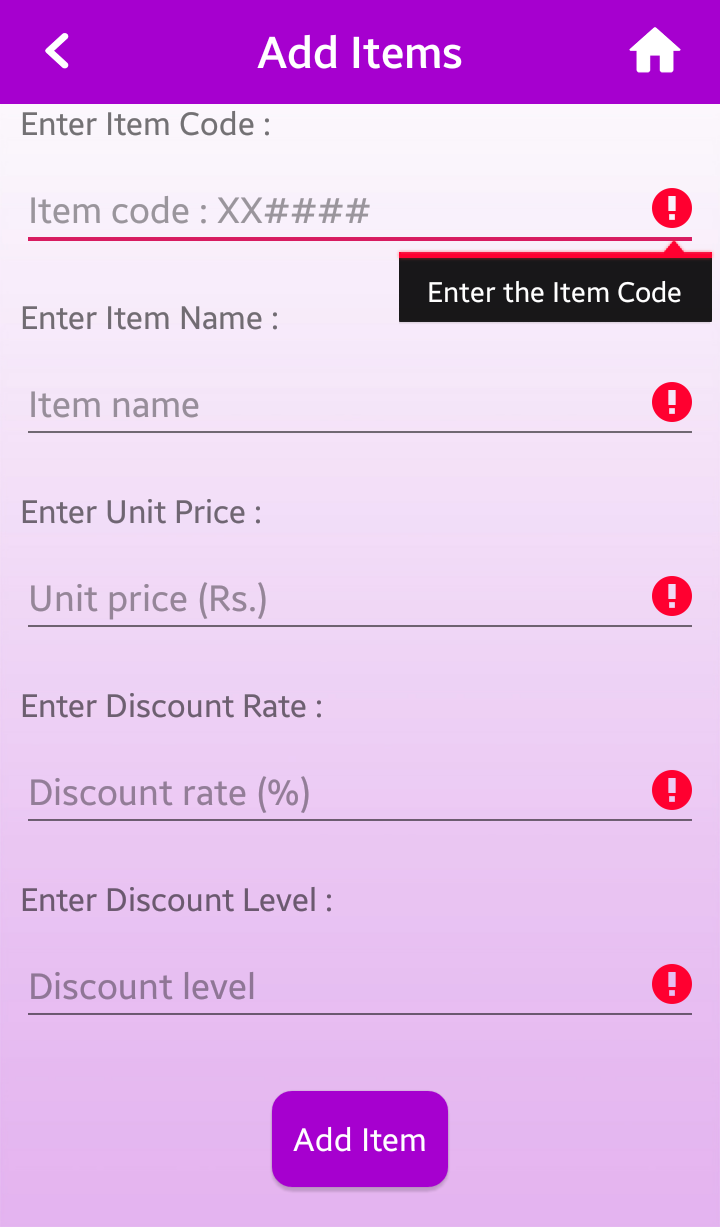 Add Items
Enter Item Code :
Item code : XX####
Enter the Item Code
Enter Item Name :
Item name
Enter Unit Price :
Unit price (Rs.)
Enter Discount Rate :
Discount rate (%)
Enter Discount Level :
Discount level
Add Item